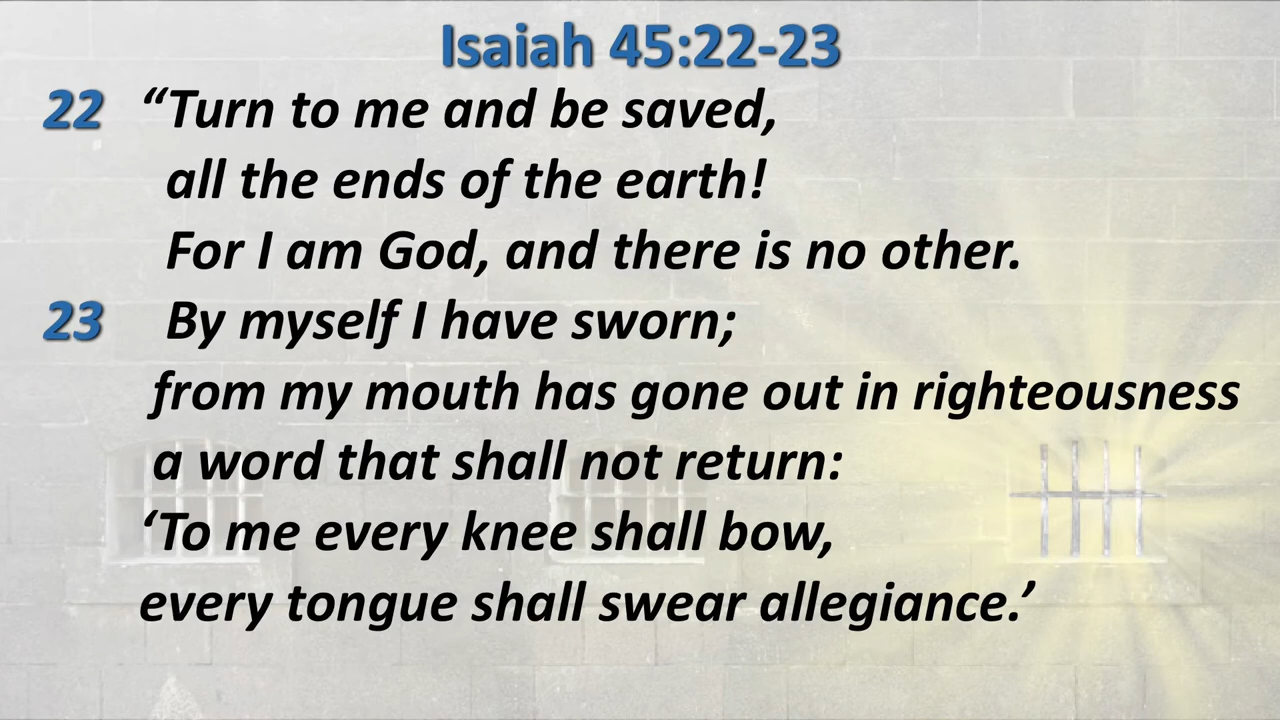 Isaiah 45:22-23
22 “Turn to me and be saved,
all the ends of the earth!
For I am God, and there is no other.
23 By myself I have sworn;
from my mouth has gone out in righteousness
a word that shall not return:
‘To me every knee shall bow,
every tongue shall swear allegiance.’